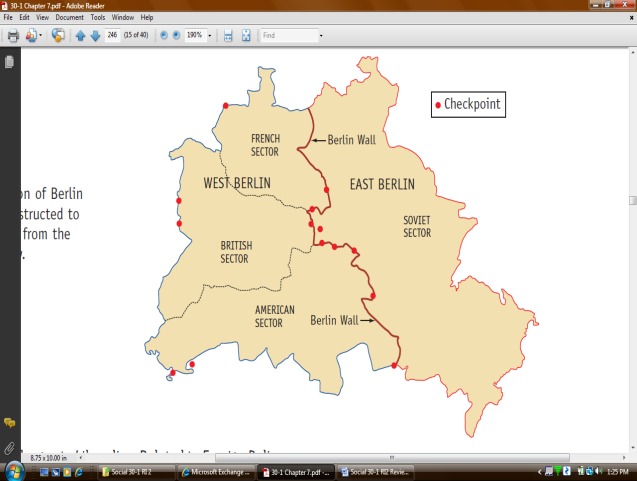 30-1 Chapter 7.pdf - Adobe Reader
File Edit View Document Tools Window Help
246 (15 of 40) 190% Find
Checkpoint
FRENCH
SECTOR
Berlin Wall
WEST BERLIN
EAST BERLIN
on of Berlin
structed to
from the
SOVIET
SECTOR
BRITISH
SECTOR
AMERICAN
SECTOR
Berlin Wall
8.75 x 10.00 in
Social 30-1 RI 2
Microsoft Exchange ...
30-1 Chapter 7.pdf - ...
Social 30-1 RI2 Revie...
1:25 PM